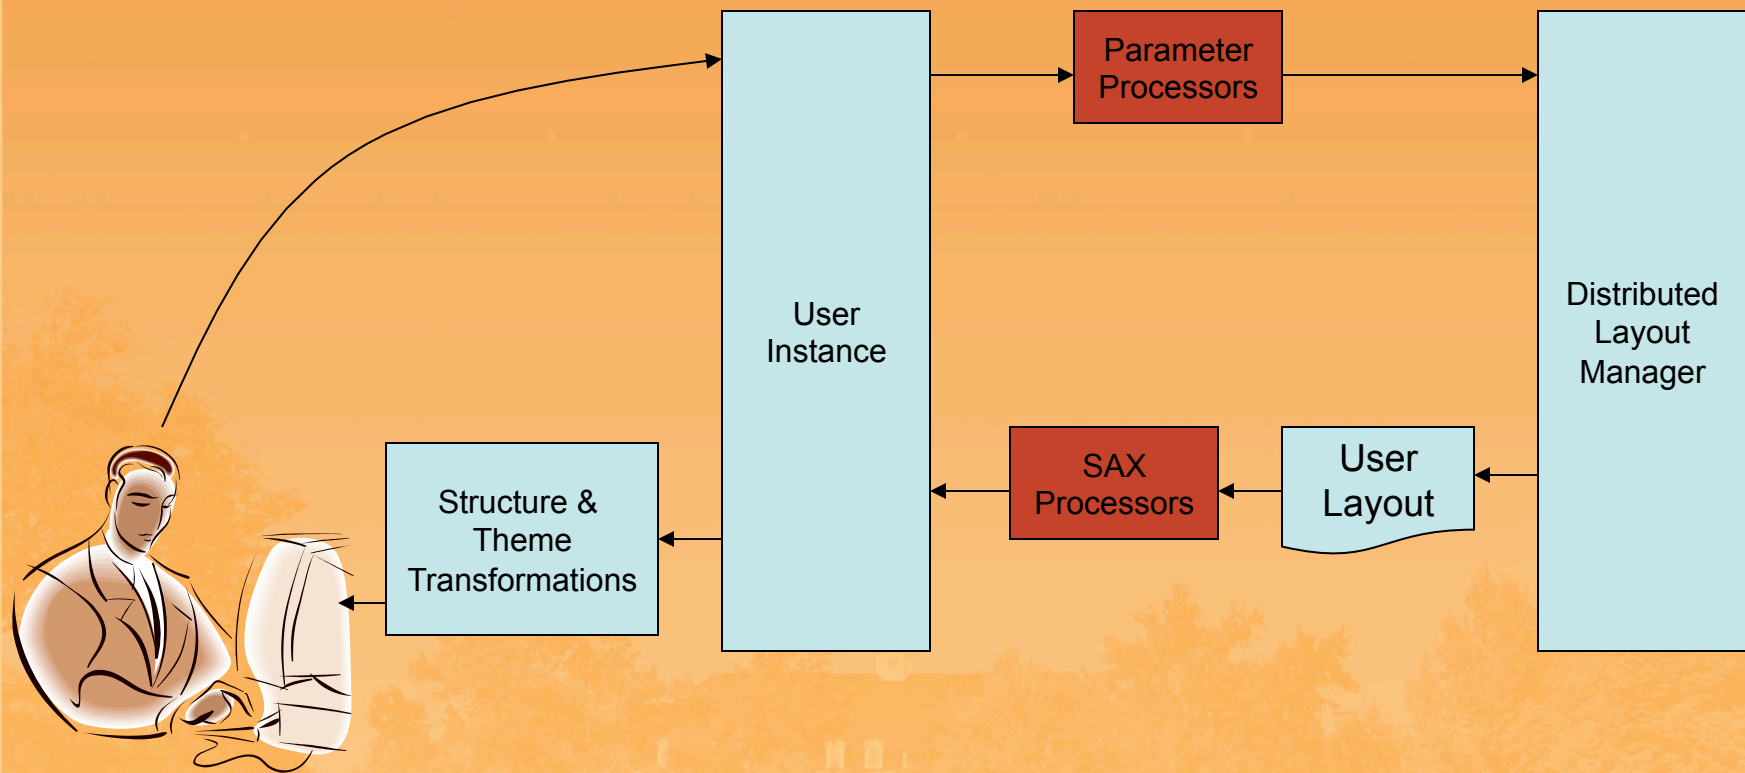 Parameter
Processors
User
Instance
Distributed
Layout
Manager
Structure &
Theme
Transformations
SAX
Processors
User
Layout